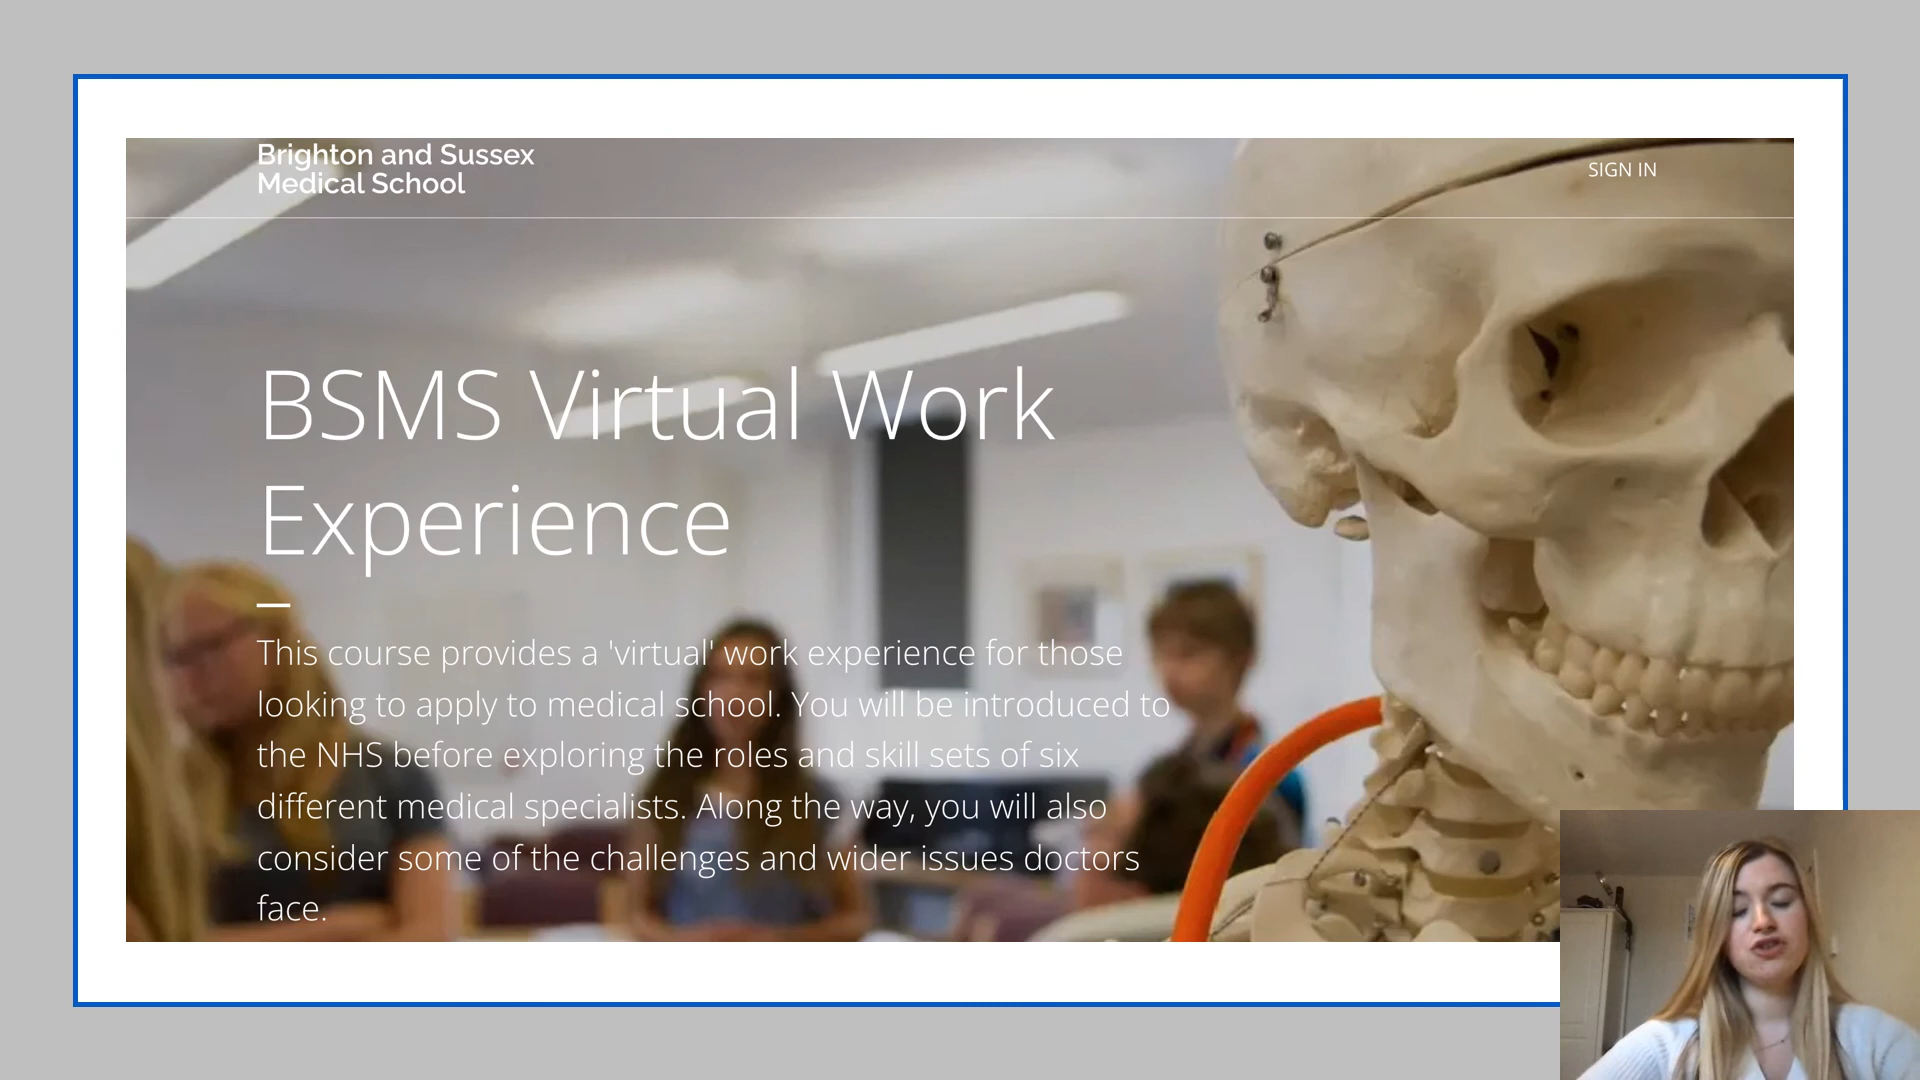 Brighton and Sussex
Medical School
SIGN IN
BSMS Virtual Work
Experience
This course provides a 'virtual' work experience for those
looking to apply to medical school. You will be introduced to
the NHS before exploring the roles and skill sets of six
different medical specialists. Along the way, you will also
consider some of the challenges and wider issues doctors
face.